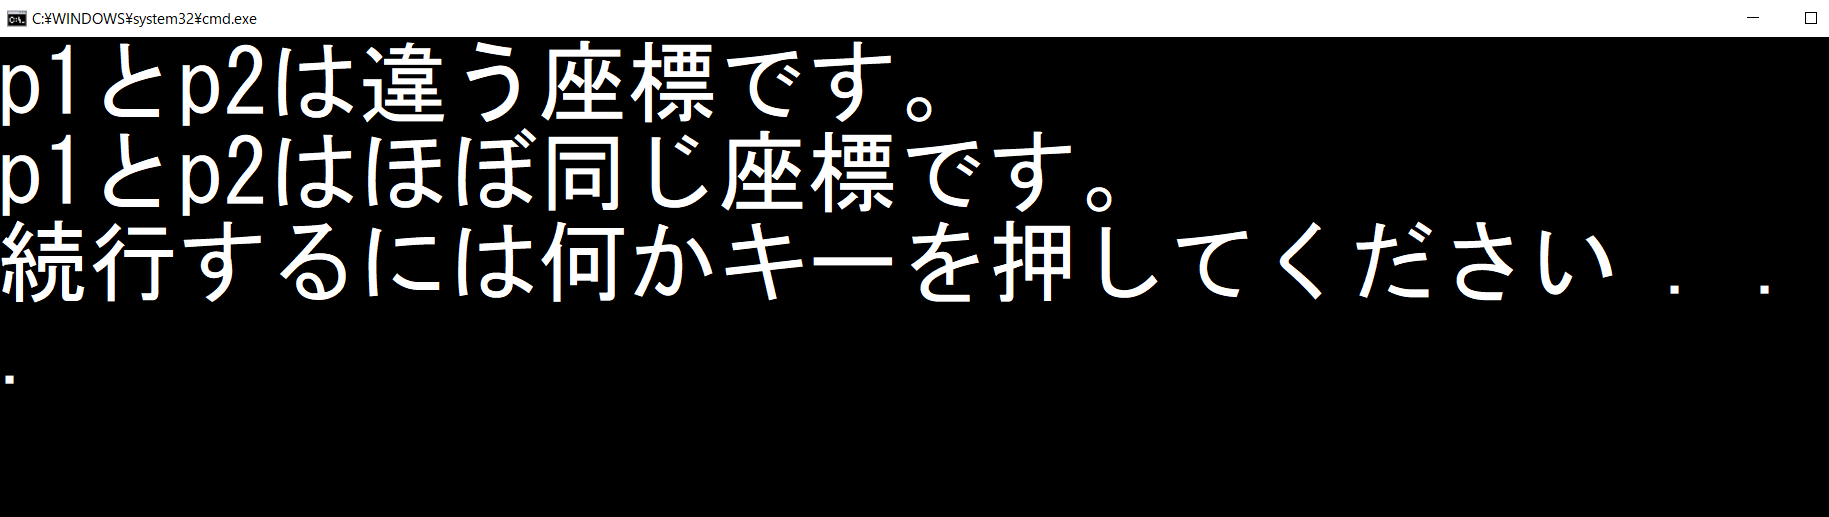 C:¥WINDOWS¥system32¥cmd.exe
p1とp2は違う座標です。
p1とp2はほぼ同じ座標です。
続行するには何かキーを押してください . .
.